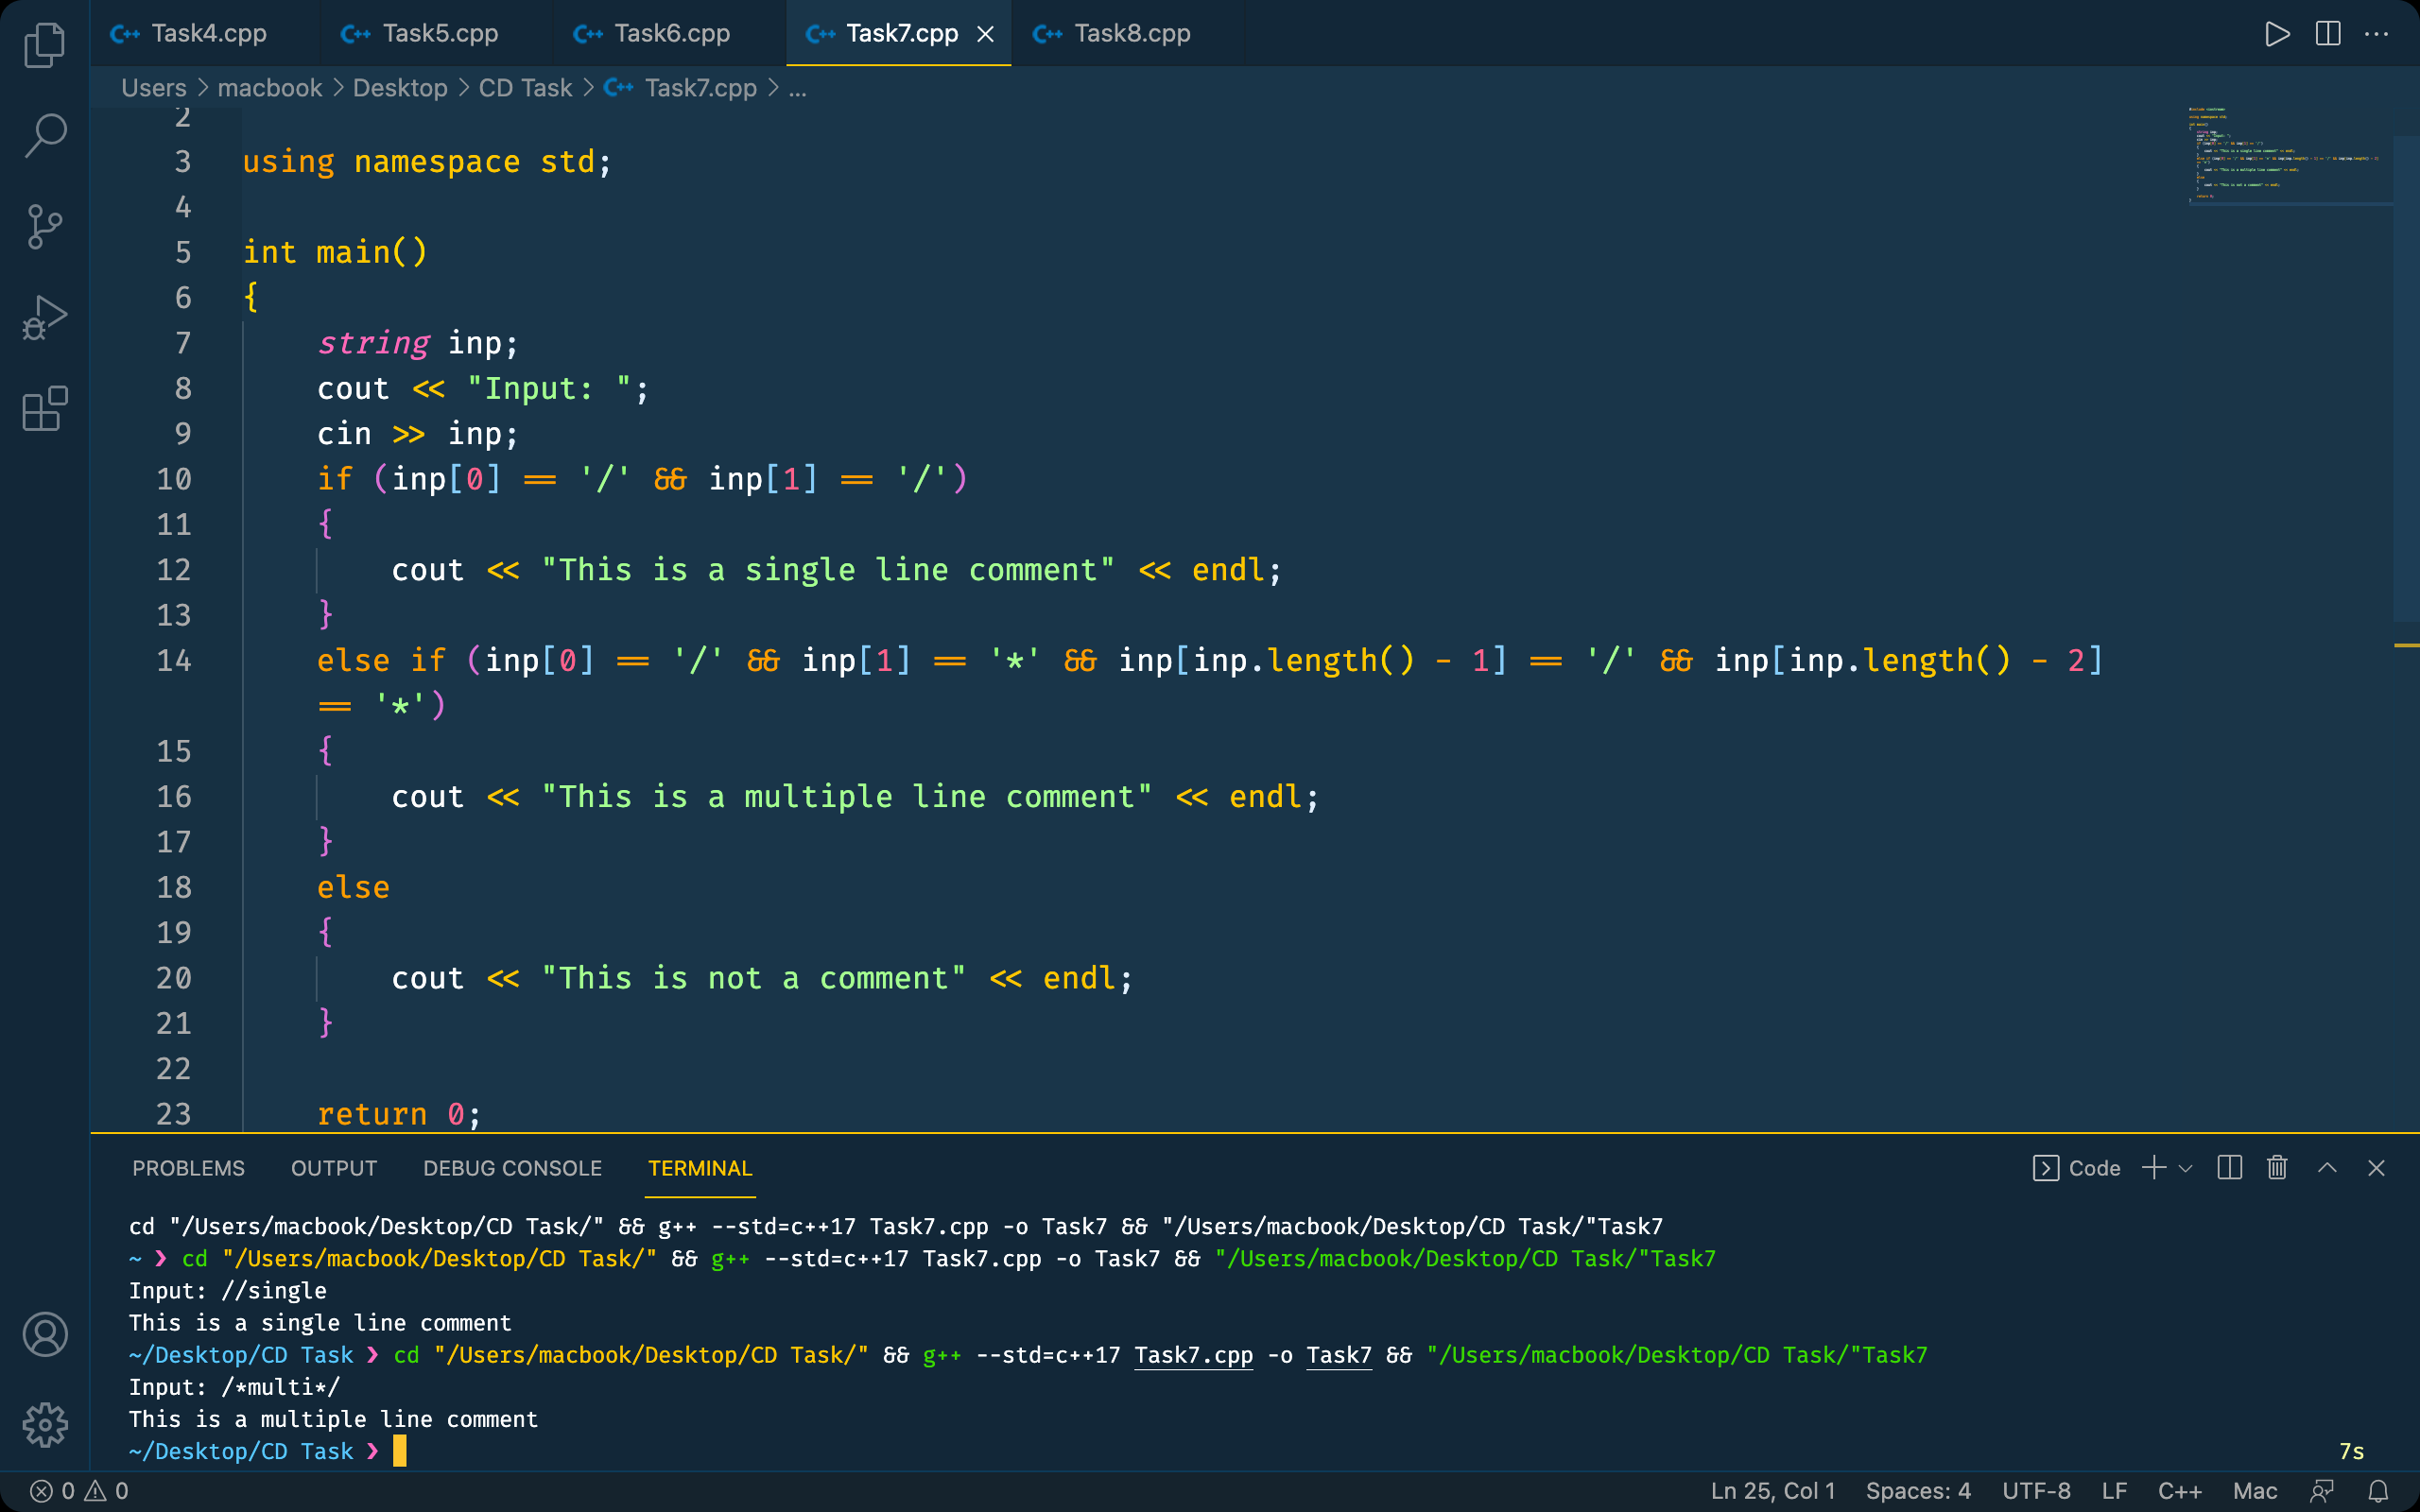 Task4.cpp Task5.cpp Task6.cpp Task7.cpp Task8.cpp
Users > macbook > Desktop > CD Task > Task7.cpp > ...
2
3 using namespace std;
4
5 int main()
6 {
7 string inp;
8 cout << "Input: ";
9 cin >> inp;
10 if (inp[0] == '/' && inp[1] == '/')
11 {
12 cout << "This is a single line comment" << endl;
13 }
14 else if (inp[0] == '/' && inp[1] == '*' && inp[inp.length() - 1] == '/' && inp[inp.length() - 2]
== '*')
15 {
16 cout << "This is a multiple line comment" << endl;
17 }
18 else
19 {
20 cout << "This is not a comment" << endl;
21 }
22
23 return 0;
PROBLEMS OUTPUT DEBUG CONSOLE TERMINAL Code
cd "/Users/macbook/Desktop/CD Task/" && g++ --std=c++17 Task7.cpp -o Task7 && "/Users/macbook/Desktop/CD Task/"Task7
~ ❯ cd "/Users/macbook/Desktop/CD Task/" && g++ --std=c++17 Task7.cpp -o Task7 && "/Users/macbook/Desktop/CD Task/"Task7
Input: //single
This is a single line comment
~/Desktop/CD Task ❯ cd "/Users/macbook/Desktop/CD Task/" && g++ --std=c++17 Task7.cpp -o Task7 && "/Users/macbook/Desktop/CD Task/"Task7
Input: /*multi*/
This is a multiple line comment
~/Desktop/CD Task ❯ 7s
0 0 Ln 25, Col 1 Spaces: 4 UTF-8 LF C++ Mac